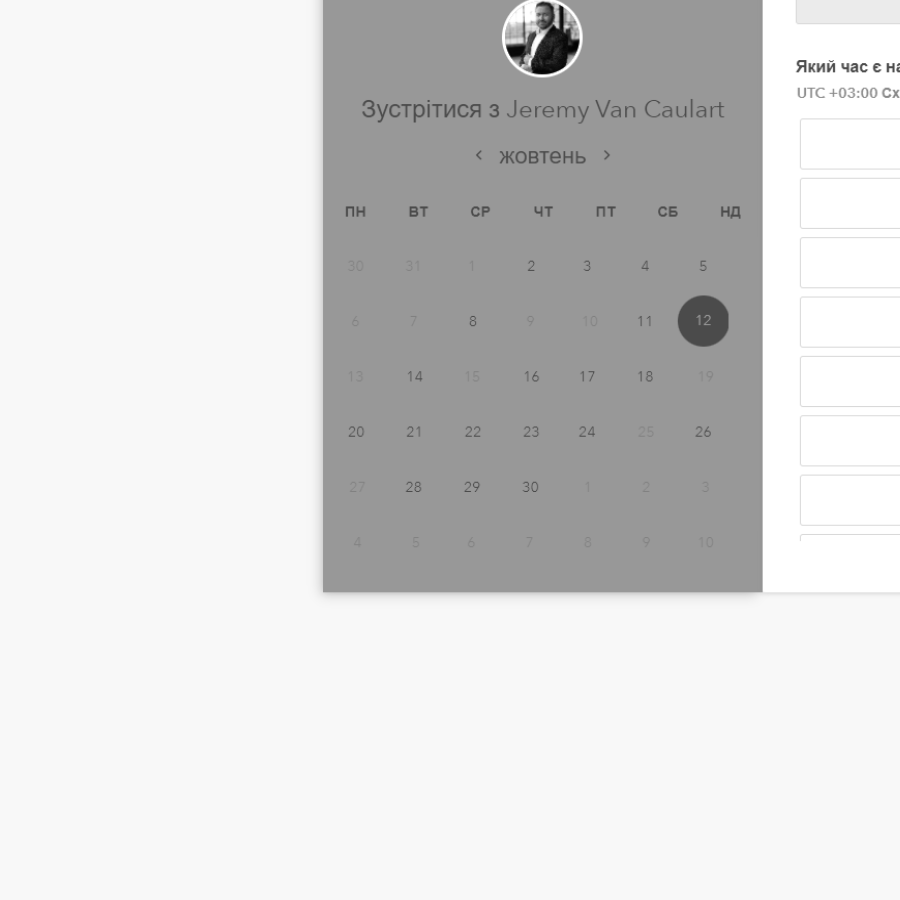 Зустрітися з Jeremy Van Caulart
жовтень
ПН ВТ СР ЧТ ПТ СБ НД
30 31 1 2 3 4 5
6 7 8 9 10 11 12
13 14 15 16 17 18 19
20 21 22 23 24 25 26
27 28 29 30 1 2 3
4 5 6 7 8 9 10
Який час є
UTC +03:00